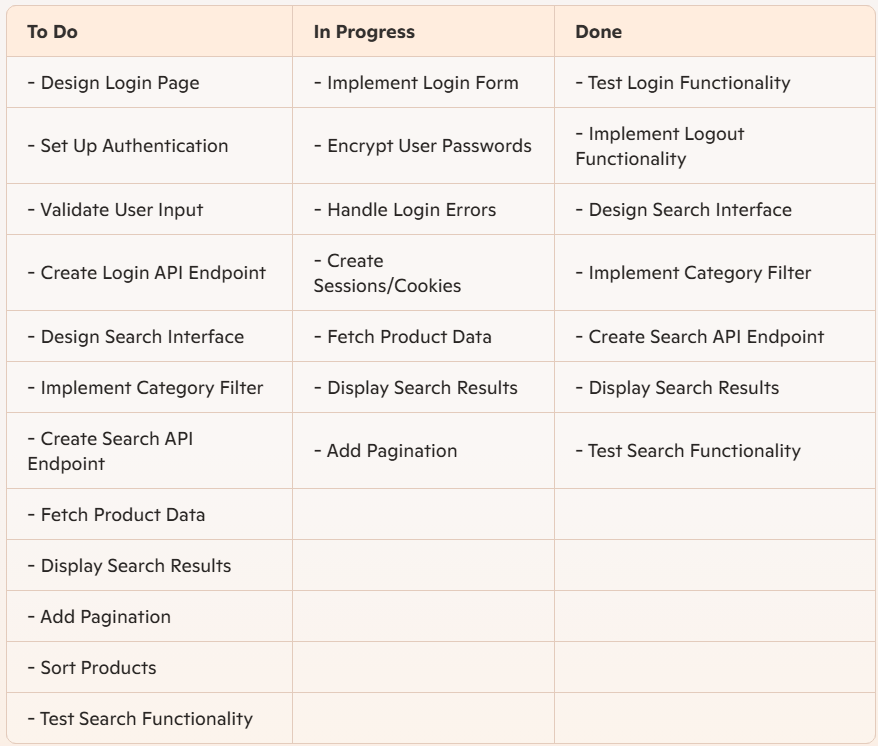 To Do In Progress Done
- Design Login Page - Implement Login Form - Test Login Functionality
- Set Up Authentication - Encrypt User Passwords - Implement Logout
Functionality
- Validate User Input - Handle Login Errors - Design Search Interface
- Create Login API Endpoint - Create
Sessions/Cookies - Implement Category Filter
- Design Search Interface - Fetch Product Data - Create Search API Endpoint
- Implement Category Filter - Display Search Results - Display Search Results
- Create Search API
Endpoint - Add Pagination - Test Search Functionality
- Fetch Product Data
- Display Search Results
- Add Pagination
- Sort Products
- Test Search Functionality